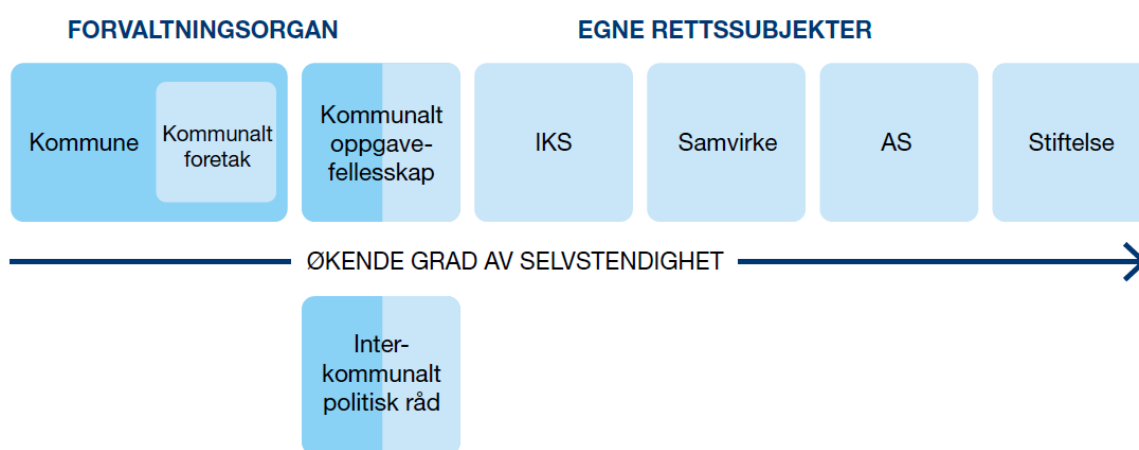 FORVALTNINGSORGAN
EGNE RETTSSUBJEKTER
Kommune
Kommunalt
foretak
Kommunalt
oppgave-
fellesskap
IKS
Samvirke
AS
Stiftelse
ØKENDE GRAD AV SELVSTENDIGHET
Inter-
kommunalt
politisk råd